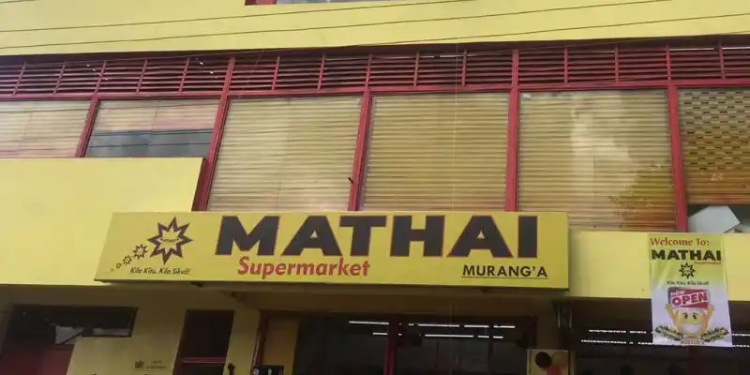 MATHAI
Supermarket
MURANG'A
Kila Kitu, Kila Siku!!
Welcome To:
MATHAI
OPEN